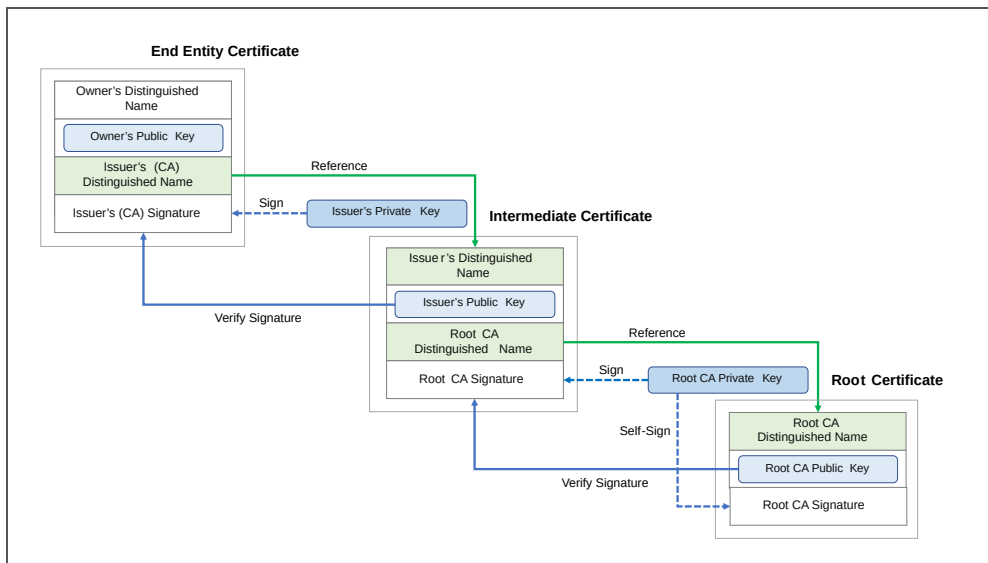 End Entity Certificate
Owner's Distinguished
Name
Owner's Public Key
Issuer's (CA)
Distinguished Name
Issuer's (CA) Signature
Reference
Sign
Issuer's Private Key
Verify Signature
Intermediate Certificate
Issuer's Distinguished
Name
Issuer's Public Key
Root CA
Distinguished Name
Root CA Signature
Reference
Sign
Root CA Private Key
Self-Sign
Verify Signature
Root Certificate
Root CA
Distinguished Name
Root CA Public Key
Root CA Signature